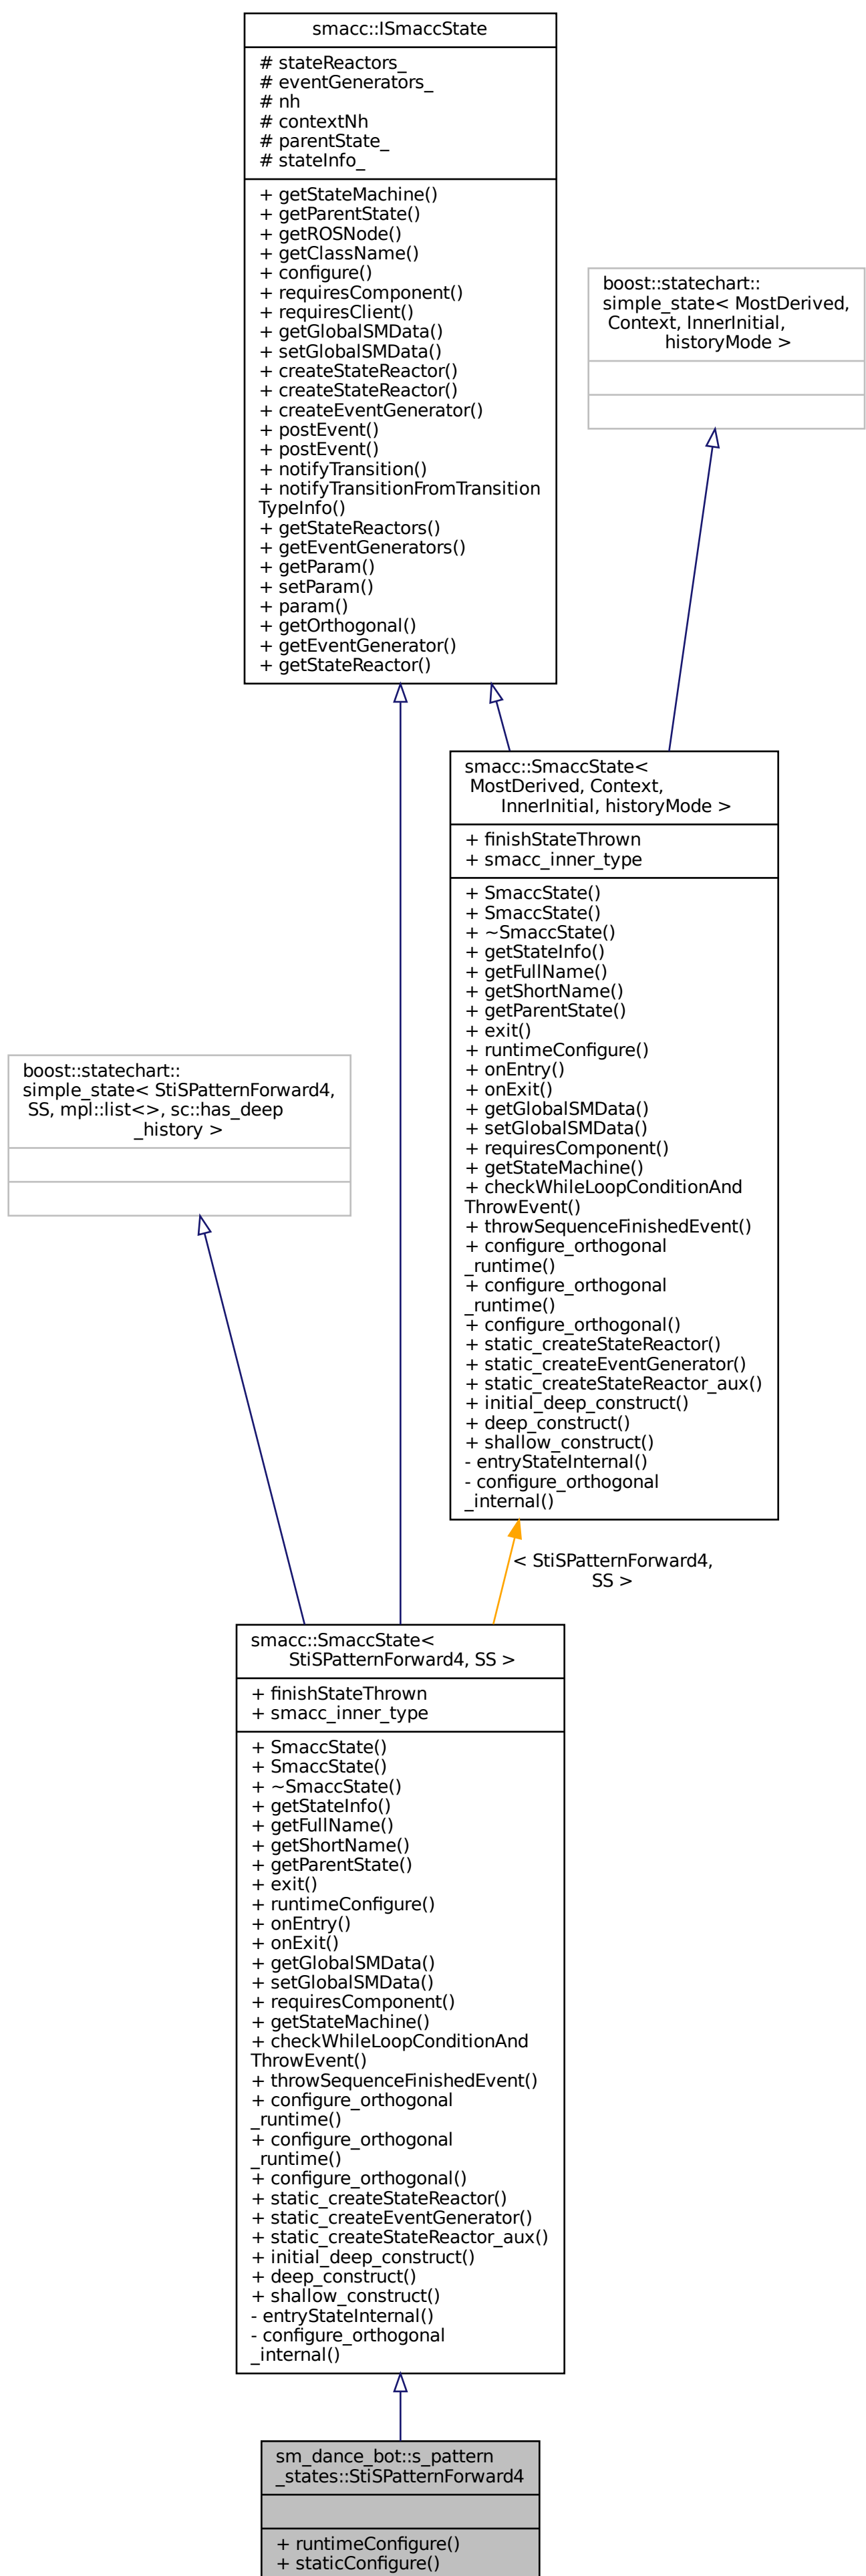 smacc::ISmaccState
# stateReactors_
# eventGenerators_
# nh
# contextNh
# parentState_
# stateInfo_
+ getStateMachine()
+ getParentState()
+ getROSNode()
+ getClassName()
+ configure()
+ requiresComponent()
+ requiresClient()
+ getGlobalSMData()
+ setGlobalSMData()
+ createStateReactor()
+ createStateReactor()
+ createEventGenerator()
+ postEvent()
+ postEvent()
+ notifyTransition()
+ notifyTransitionFromTransition
TypeInfo()
+ getStateReactors()
+ getEventGenerators()
+ getParam()
+ setParam()
+ param()
+ getOrthogonal()
+ getEventGenerator()
+ getStateReactor()
boost::statechart::
simple_state< MostDerived,
Context, InnerInitial,
historyMode >
smacc::SmaccState<
MostDerived, Context,
InnerInitial, historyMode >
+ finishStateThrown
+ smacc_inner_type
+ SmaccState()
+ SmaccState()
+ ~SmaccState()
+ getStateInfo()
+ getFullName()
+ getShortName()
+ getParentState()
+ exit()
+ runtimeConfigure()
+ onEntry()
+ onExit()
+ getGlobalSMData()
+ setGlobalSMData()
+ requiresComponent()
+ getStateMachine()
+ checkWhileLoopConditionAnd
ThrowEvent()
+ throwSequenceFinishedEvent()
+ configure_orthogonal
_runtime()
+ configure_orthogonal
_runtime()
+ configure_orthogonal()
+ static_createStateReactor()
+ static_createEventGenerator()
+ static_createStateReactor_aux()
+ initial_deep_construct()
+ deep_construct()
+ shallow_construct()
- entryStateInternal()
- configure_orthogonal
_internal()
boost::statechart::
simple_state< StiSPatternForward4,
SS, mpl::list<>, sc::has_deep
_history >
< StiSPatternForward4,
SS >
smacc::SmaccState<
StiSPatternForward4, SS >
+ finishStateThrown
+ smacc_inner_type
+ SmaccState()
+ SmaccState()
+ ~SmaccState()
+ getStateInfo()
+ getFullName()
+ getShortName()
+ getParentState()
+ exit()
+ runtimeConfigure()
+ onEntry()
+ onExit()
+ getGlobalSMData()
+ setGlobalSMData()
+ requiresComponent()
+ getStateMachine()
+ checkWhileLoopConditionAnd
ThrowEvent()
+ throwSequenceFinishedEvent()
+ configure_orthogonal
_runtime()
+ configure_orthogonal
_runtime()
+ configure_orthogonal()
+ static_createStateReactor()
+ static_createEventGenerator()
+ static_createStateReactor_aux()
+ initial_deep_construct()
+ deep_construct()
+ shallow_construct()
- entryStateInternal()
- configure_orthogonal
_internal()
sm_dance_bot::s_pattern
_states::StiSPatternForward4
+ runtimeConfigure()
+ staticConfigure()